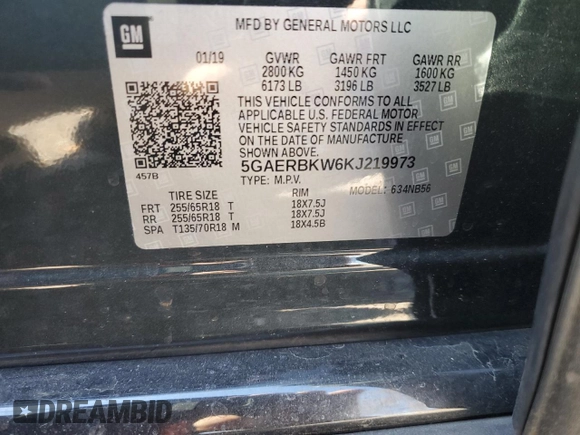 GM
MFD BY GENERAL MOTORS LLC
01/19 GVWR GAWR FRT GAWR RR
2800 KG 1450 KG 1600 KG
6173 LB 3196 LB 3527 LB
THIS VEHICLE CONFORMS TO ALL
APPLICABLE U.S. FEDERAL MOTOR
VEHICLE SAFETY STANDARDS IN EFFECT
ON THE DATE OF MANUFACTURE
SHOWN ABOVE.
457B
5GAERBKW6KJ219973
TYPE: M.P.V. MODEL: 634NB56
TIRE SIZE RIM
FRT 255/65R18 T 18X7.5J
RR 255/65R18 T 18X7.5J
SPA T135/70R18 M 18X4.5B
DREAMBID